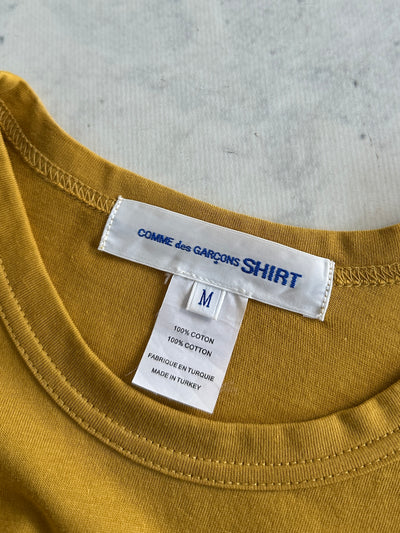 COMME des GARÇONS SHIRT
M
100% COTON
100% COTTON
FABRIQUE EN TURQUIE
MADE IN TURKEY